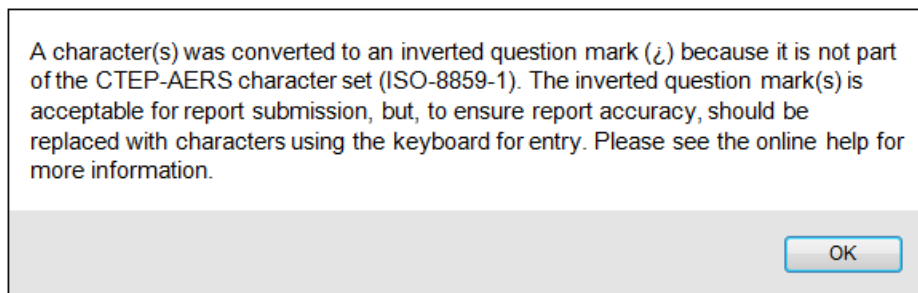 A character(s) was converted to an inverted question mark (¿) because it is not part
of the CTEP-AERS character set (ISO-8859-1). The inverted question mark(s) is
acceptable for report submission, but, to ensure report accuracy, should be
replaced with characters using the keyboard for entry. Please see the online help for
more information.
OK